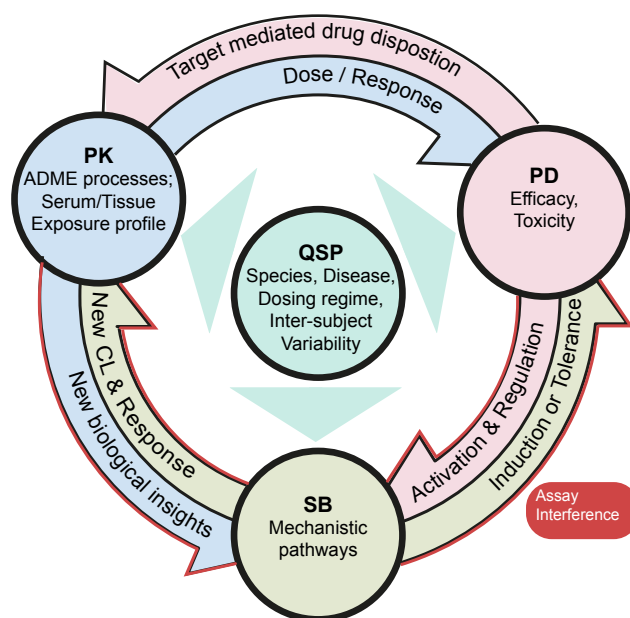 Target mediated drug dispostion
Dose / Response
PK
ADME processes;
Serum/Tissue
Exposure profile
PD
Efficacy,
Toxicity
QSP
Species, Disease,
Dosing regime,
Inter-subject
Variability
New CL & Response
New biological insights
Activation & Regulation
Induction or Tolerance
SB
Mechanistic
pathways
Assay
Interference